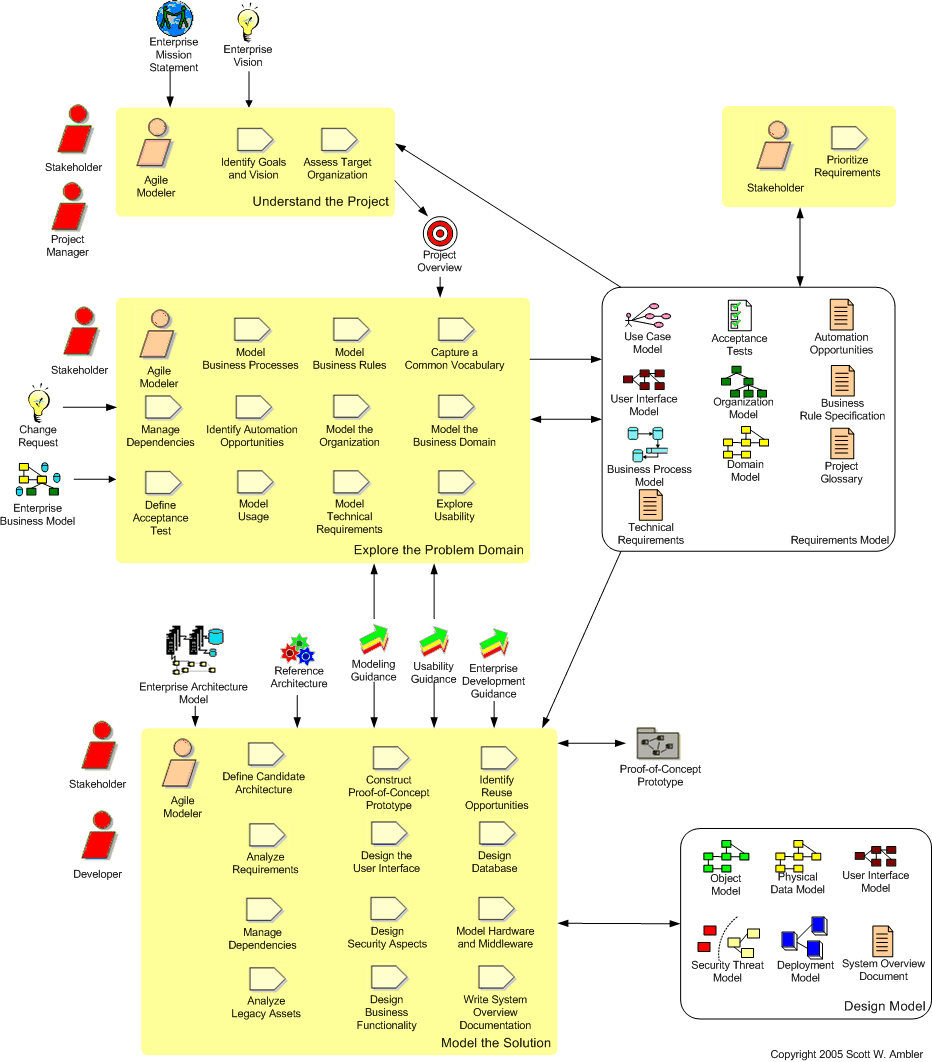 Enterprise
Mission
Statement
Enterprise
Vision
Stakeholder
Project
Manager
Agile
Modeler
Identify Goals
and Vision
Assess Target
Organization
Understand the Project
Stakeholder
Prioritize
Requirements
Project
Overview
Stakeholder
Change
Request
Enterprise
Business Model
Agile
Modeler
Model
Business Processes
Model
Business Rules
Capture a
Common Vocabulary
Manage
Dependencies
Identify Automation
Opportunities
Model the
Organization
Model the
Business Domain
Define
Acceptance
Test
Model
Usage
Model
Technical
Requirements
Explore
Usability
Explore the Problem Domain
Use Case
Model
Acceptance
Tests
Automation
Opportunities
User Interface
Model
Organization
Model
Business
Rule Specification
Business Process
Model
Domain
Model
Project
Glossary
Technical
Requirements
Requirements Model
Enterprise Architecture
Model
Reference
Architecture
Modeling
Guidance
Usability
Guidance
Enterprise
Development
Guidance
Stakeholder
Developer
Agile
Modeler
Define Candidate
Architecture
Construct
Proof-of-Concept
Prototype
Identify
Reuse
Opportunities
Analyze
Requirements
Design the
User Interface
Design
Database
Manage
Dependencies
Design
Security Aspects
Model Hardware
and Middleware
Analyze
Legacy Assets
Design
Business
Functionality
Write System
Overview
Documentation
Model the Solution
Proof-of-Concept
Prototype
Object
Model
Physical
Data Model
User Interface
Model
Security Threat
Model
Deployment
Model
System Overview
Document
Design Model
Copyright 2005 Scott W. Ambler